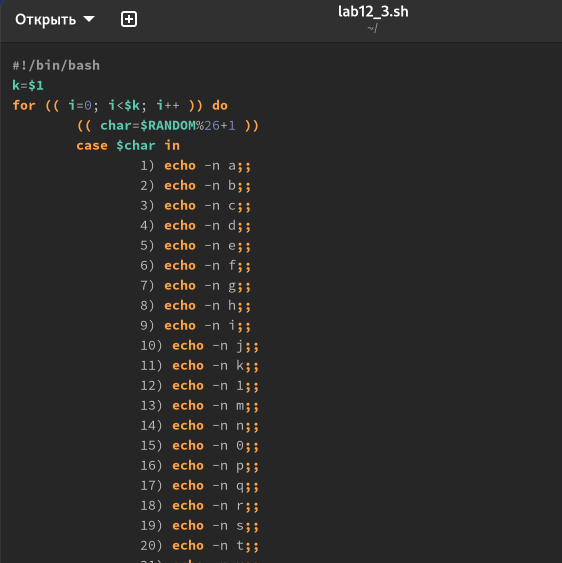 Открыть
lab12_3.sh
~/
#!/bin/bash
k=$1
for (( i=0; i<$k; i++ )) do
(( char=$RANDOM%26+1 ))
case $char in
1) echo -n a;;
2) echo -n b;;
3) echo -n c;;
4) echo -n d;;
5) echo -n e;;
6) echo -n f;;
7) echo -n g;;
8) echo -n h;;
9) echo -n i;;
10) echo -n j;;
11) echo -n k;;
12) echo -n 1;;
13) echo -n m;;
14) echo -n n;;
15) echo -n 0;;
16) echo -n p;;
17) echo -n q;;
18) echo -n r;;
19) echo -n s;;
20) echo -n t;;